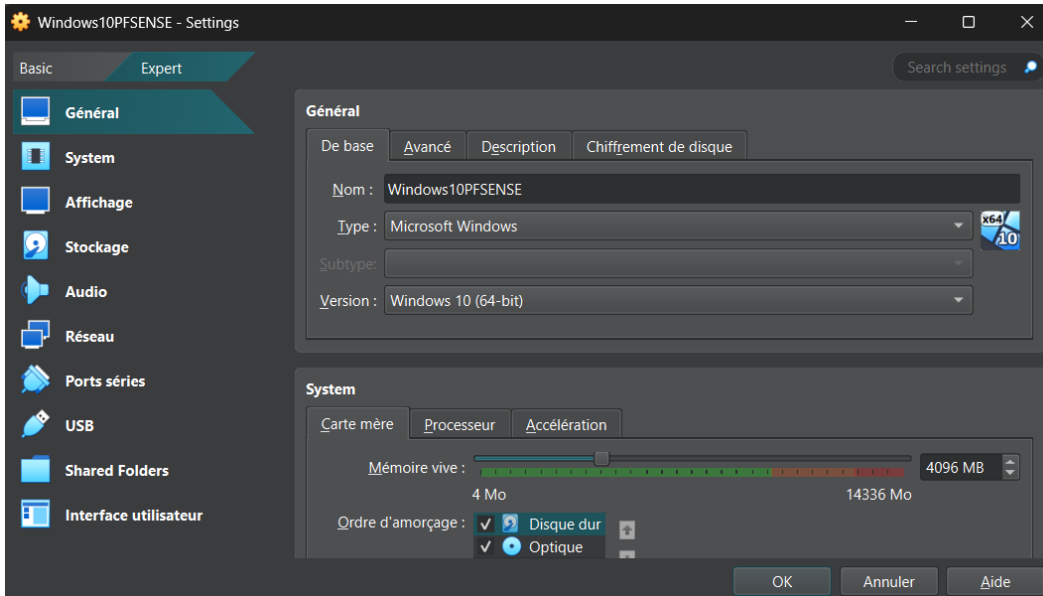 Windows10PFSENSE - Settings
Basic
Expert
Search settings
Général
System
Affichage
Stockage
Audio
Réseau
Ports séries
USB
Shared Folders
Interface utilisateur
Général
De base
Avancé
Description
Chiffrement de disque
Nom : Windows10PFSENSE
Type : Microsoft Windows
x64
10
Subtype:
Version : Windows 10 (64-bit)
System
Carte mère
Processeur
Accélération
Mémoire vive :
4096 MB
4 Mo
14336 Mo
Ordre d'amorçage :
Disque dur
Optique
OK
Annuler
Aide